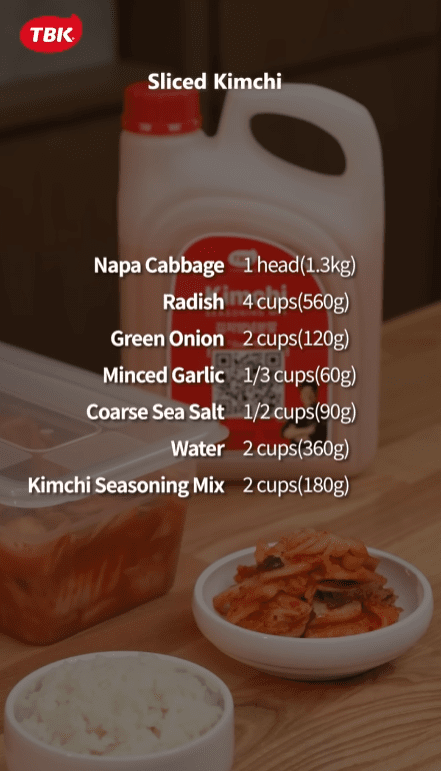 TBK
Sliced Kimchi
Napa Cabbage 1 head(1.3kg)
Radish 4 cups(560g)
Green Onion 2 cups(120g)
Minced Garlic 1/3 cups(60g)
Coarse Sea Salt 1/2 cups(90g)
Water 2 cups(360g)
Kimchi Seasoning Mix 2 cups(180g)
Kimchi